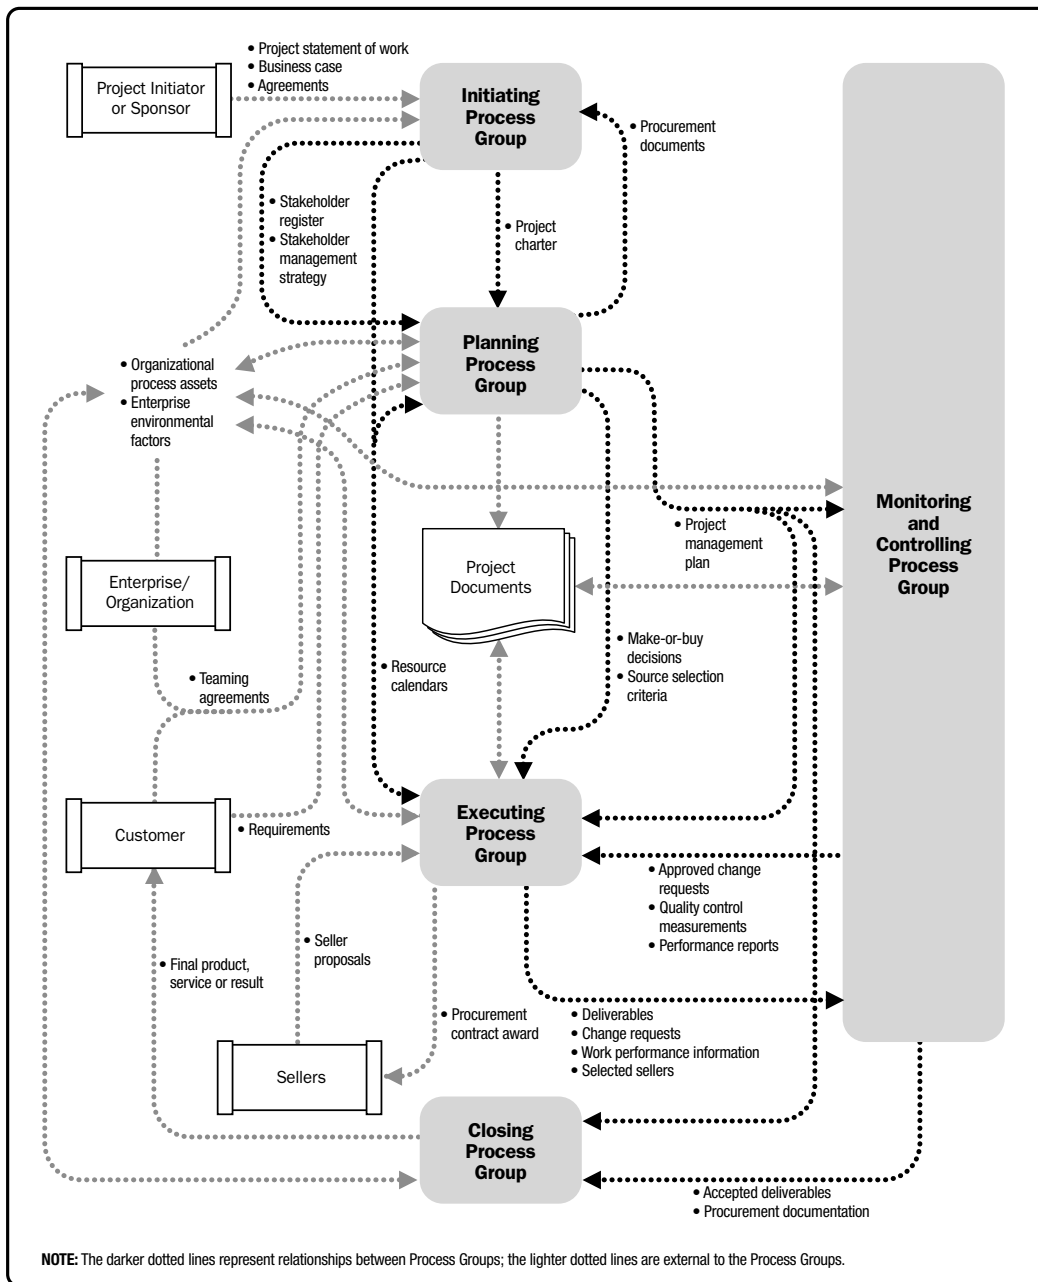 • Project statement of work
• Business case
• Agreements
Project Initiator
or Sponsor
Initiating
Process
Group
• Procurement
documents
• Stakeholder
register
• Stakeholder
management
strategy
• Project
charter
Planning
Process
Group
• Organizational
process assets
• Enterprise
environmental
factors
Monitoring
and
Controlling
Process
Group
• Project
management
plan
Project
Documents
Enterprise/
Organization
• Teaming
agreements
• Resource
calendars
• Make-or-buy
decisions
• Source selection
criteria
Customer
• Requirements
Executing
Process
Group
• Approved change
requests
• Quality control
measurements
• Performance reports
• Seller
proposals
• Final product,
service or result
• Procurement
contract award
• Deliverables
• Change requests
• Work performance information
• Selected sellers
Sellers
Closing
Process
Group
• Accepted deliverables
• Procurement documentation
NOTE: The darker dotted lines represent relationships between Process Groups; the lighter dotted lines are external to the Process Groups.